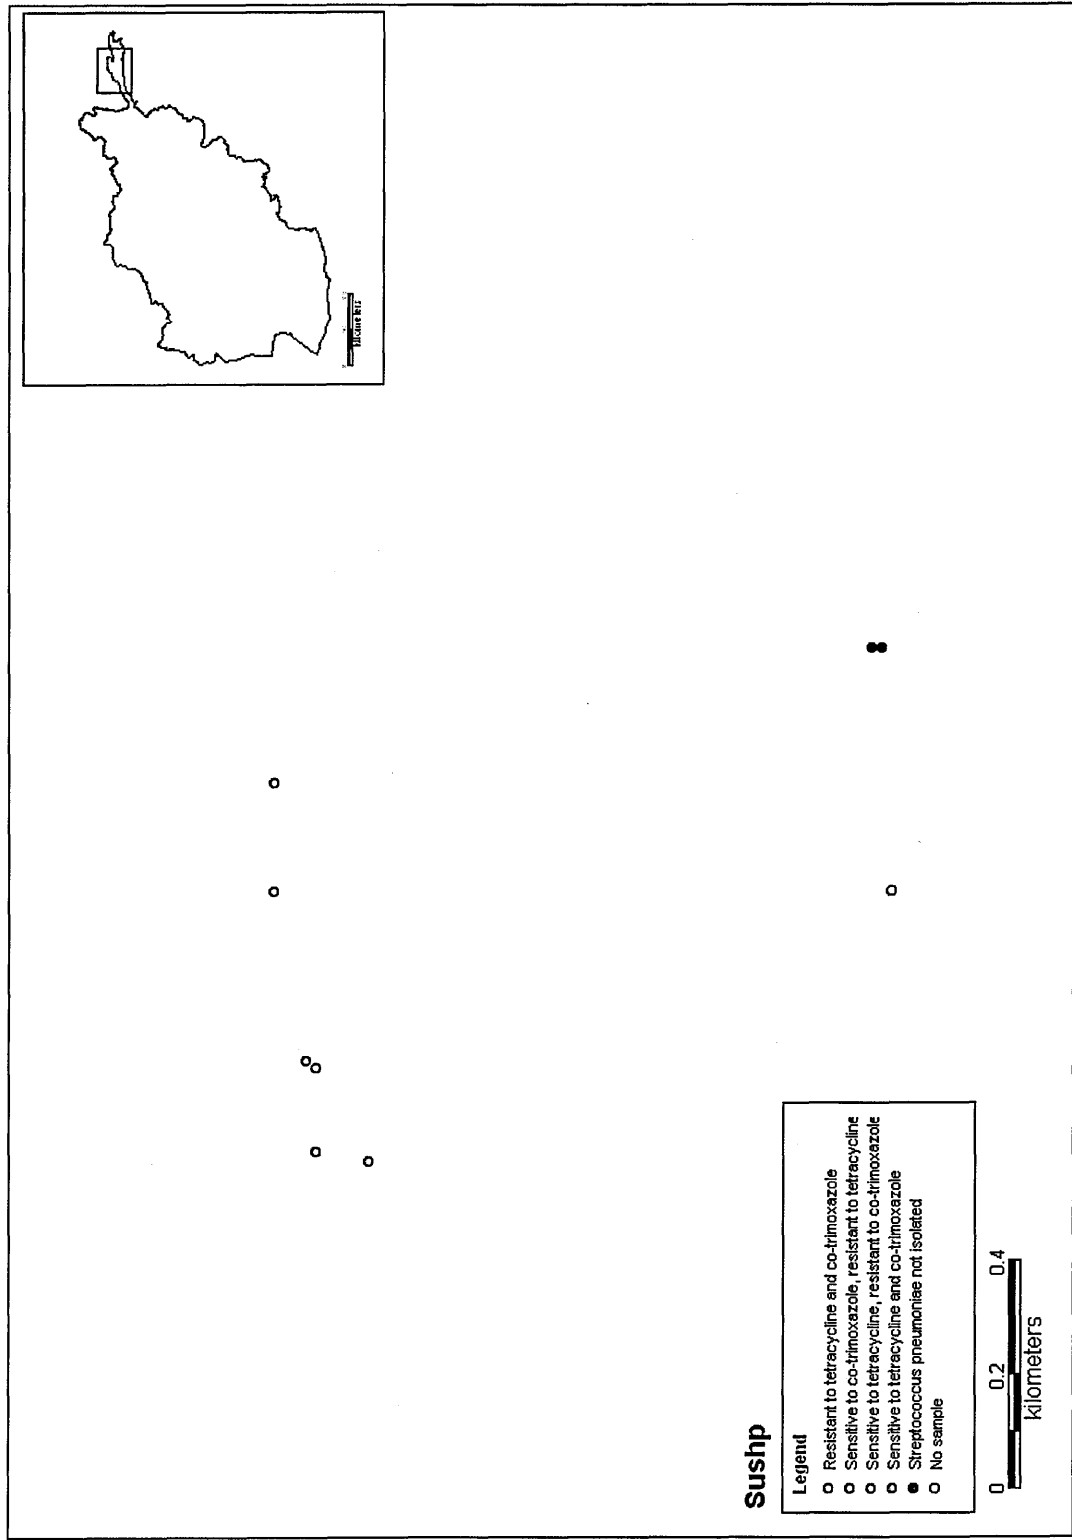 Sushp
Legend
Resistant to tetracycline and co-trimoxazole
Sensitive to co-trimoxazole, resistant to tetracycline
Sensitive to tetracycline, resistant to co-trimoxazole
Sensitive to tetracycline and co-trimoxazole
Streptococcus pneumoniae not isolated
No sample
0 0.2 0.4
kilometers
kilometers